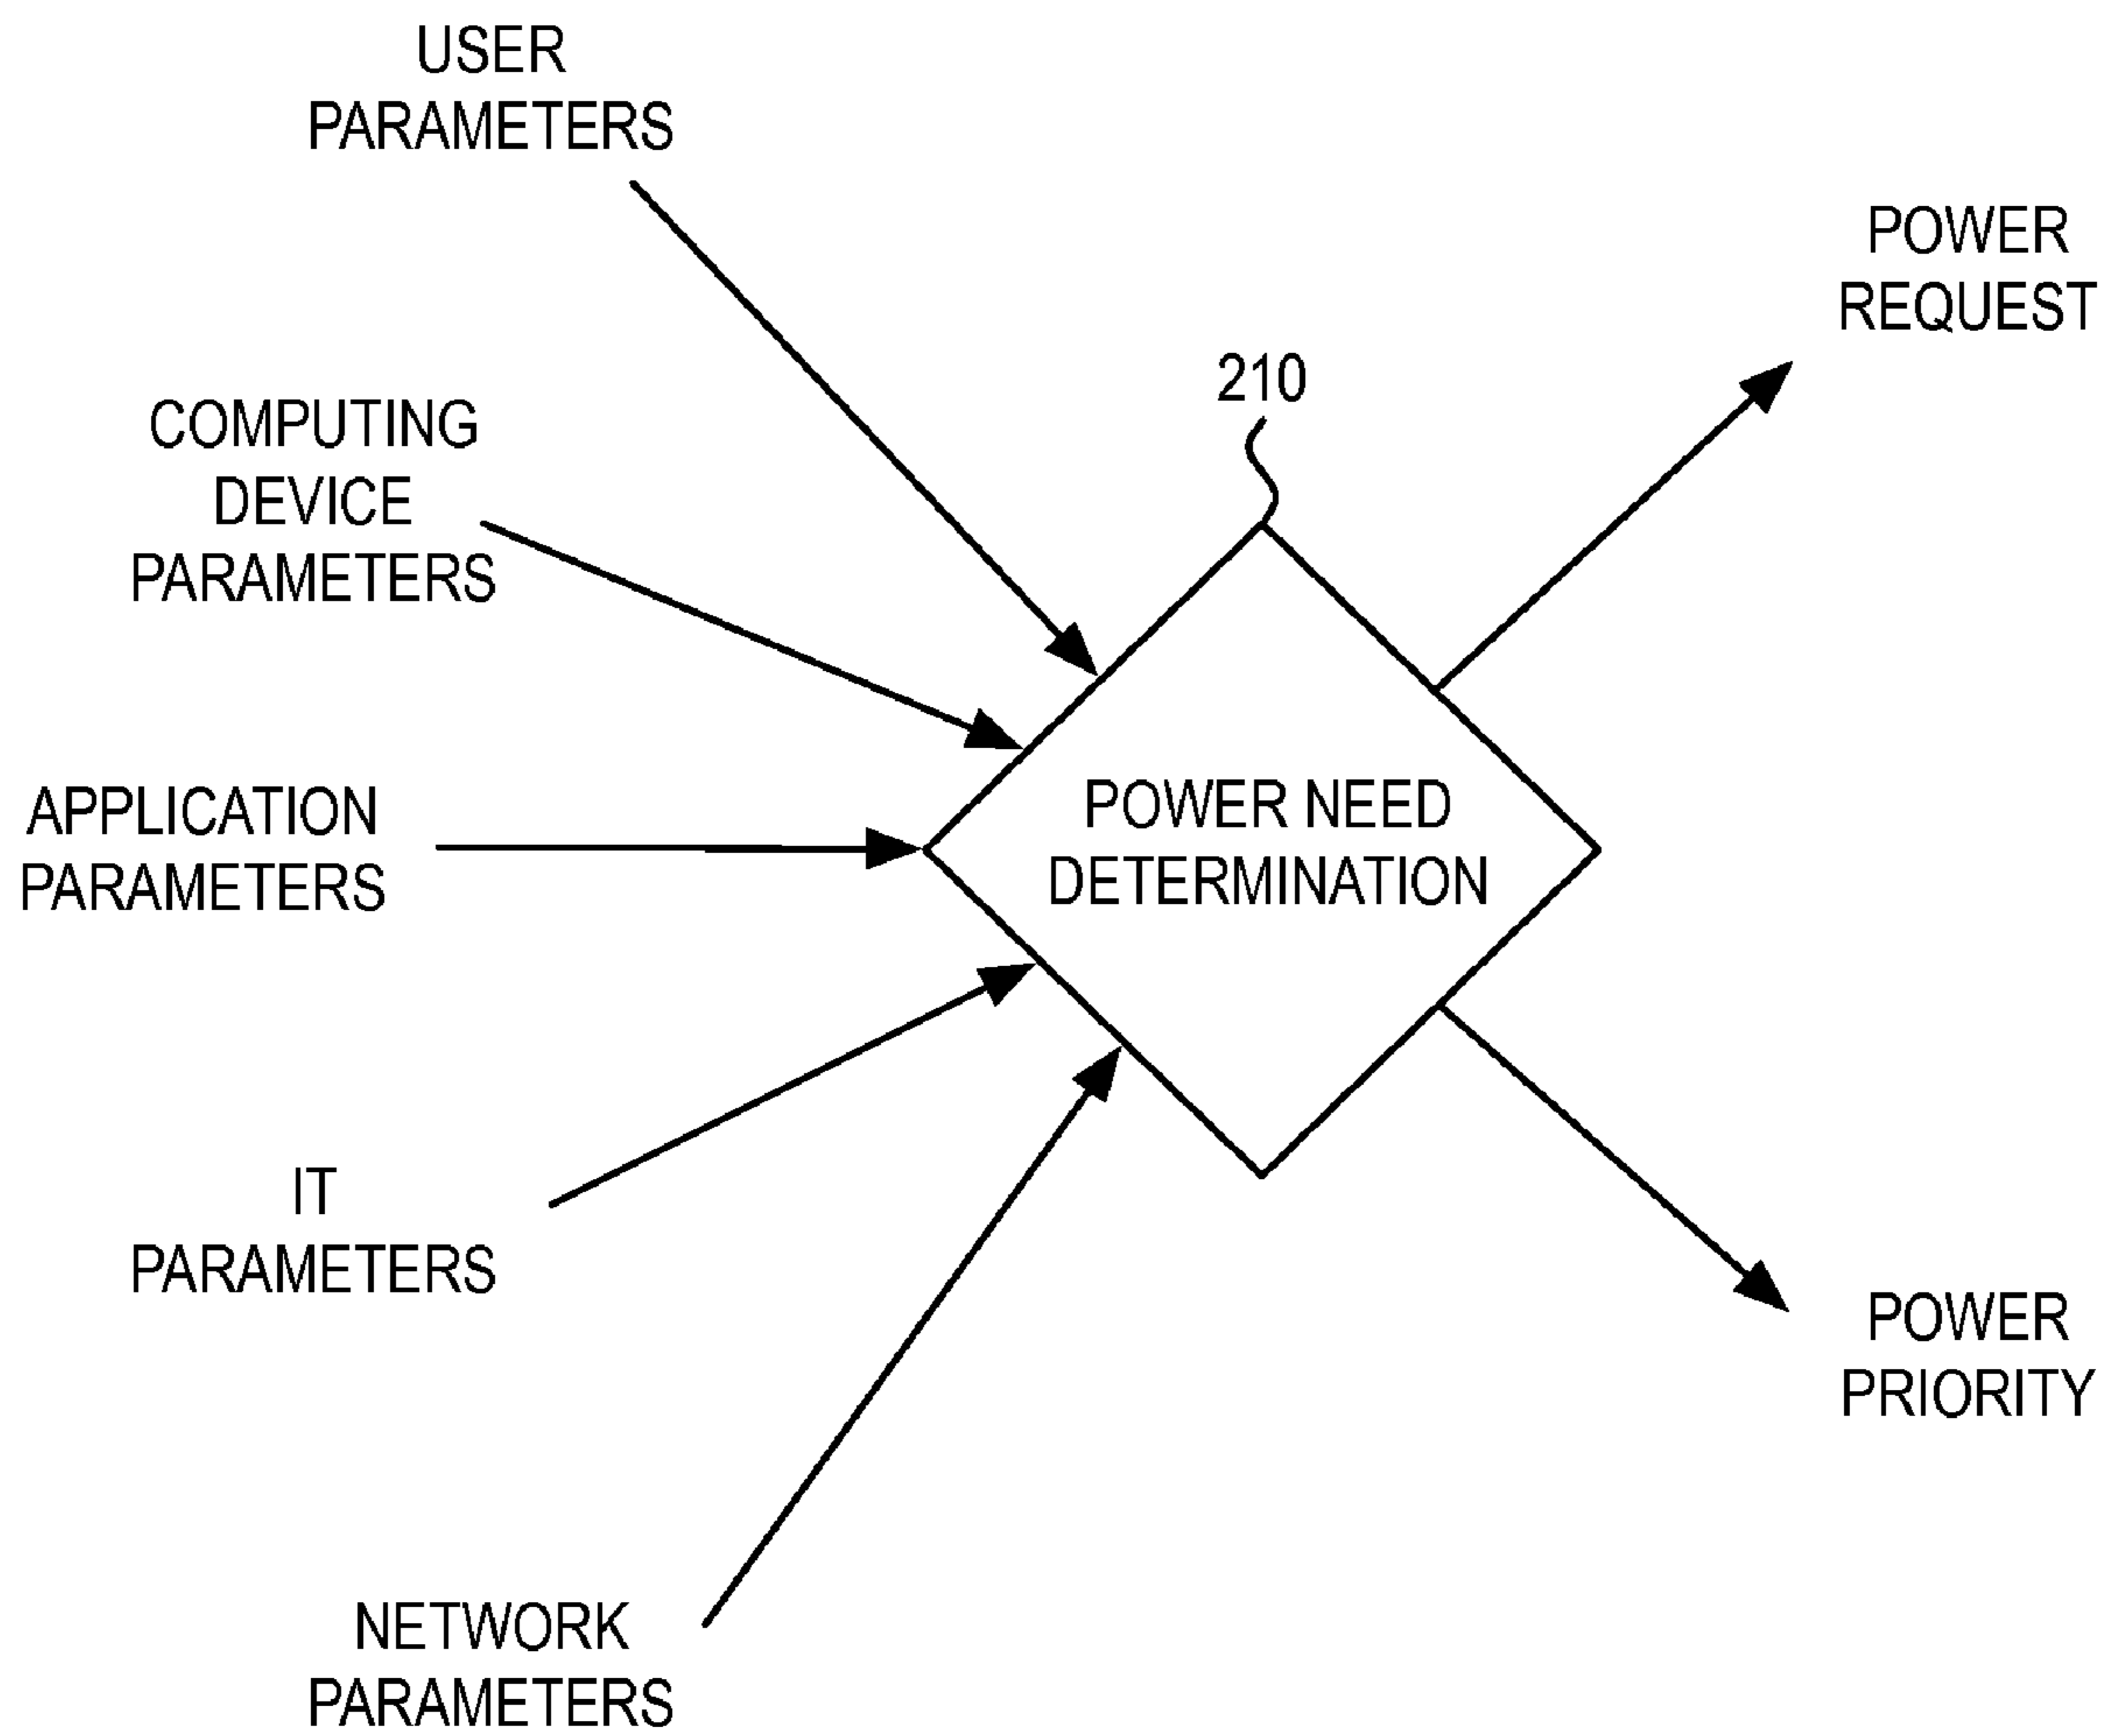 USER
PARAMETERS
POWER
REQUEST
210
COMPUTING
DEVICE
PARAMETERS
APPLICATION
PARAMETERS
POWER NEED
DETERMINATION
IT
PARAMETERS
POWER
PRIORITY
NETWORK
PARAMETERS